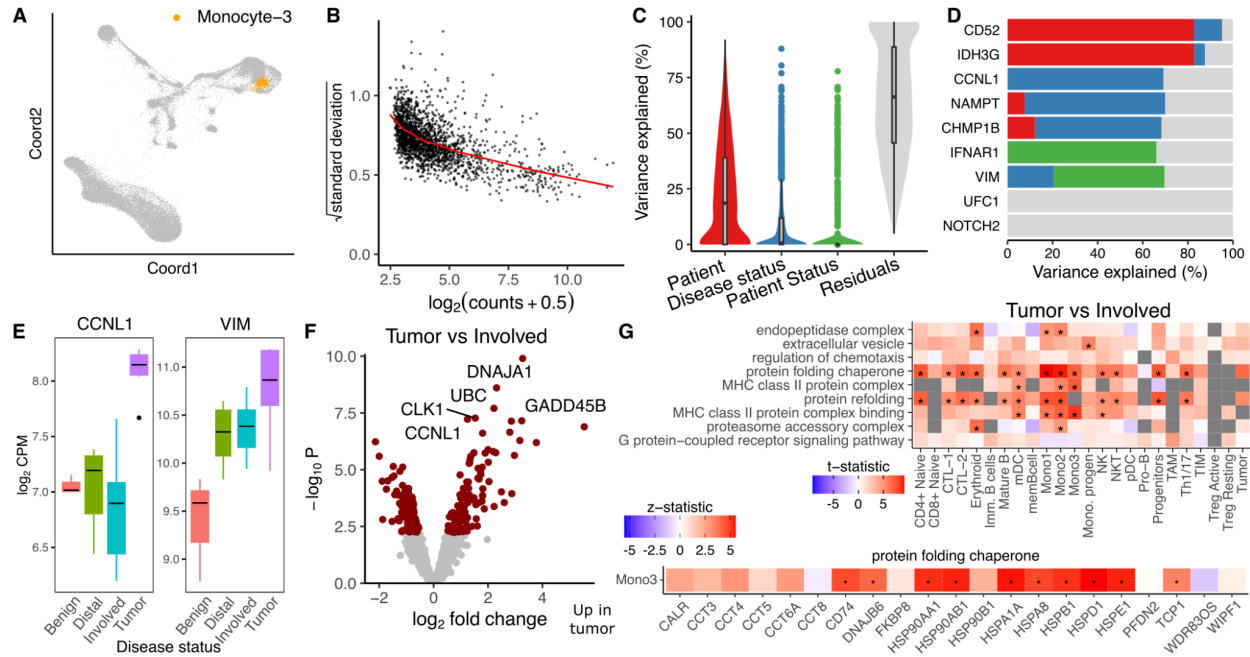 A
Monocyte-3
Coord2
Coord1
B
√standard deviation
1.0
0.5
0.0
2.5
5.0
7.5
10.0
log2(counts + 0.5)
C
Variance explained (%)
100
75
50
25
0
Patient
Disease status
Patient Status
Residuals
D
CD52
IDH3G
CCNL1
NAMPT
CHMP1B
IFNAR1
VIM
UFC1
NOTCH2
0 20 40 60 80 100
Variance explained (%)
E
CCNL1
VIM
log2 CPM
8.0
7.5
7.0
6.5
11.0
10.5
10.0
9.5
9.0
Benign
Distal
Involved
Tumor
Benign
Distal
Involved
Tumor
Disease status
F
Tumor vs Involved
− log10 P
10.0
7.5
5.0
2.5
0.0
DNAJA1
UBC
GADD45B
CLK1
CCNL1
−2
0
2
4
log2 fold change
Up in
tumor
G
Tumor vs Involved
endopeptidase complex
extracellular vesicle
regulation of chemotaxis
protein folding chaperone
MHC class II protein complex
protein refolding
MHC class II protein complex binding
proteasome accessory complex
G protein−coupled receptor signaling pathway
t−statistic
−5 0 5
CD4+ Naive
CD8+ Naive
CTL−1
CTL−2
Erythroid
Imm. B cells
Mature B
mDC
memBcell
Mono1
Mono2
Mono3
Mono. progen
NK
NKT
pDC
Pro−B
Progenitors
TAM
Th1/17
TIM
Treg Active
Treg Resting
Tumor
z−statistic
−5 −2.5 0 2.5 5
protein folding chaperone
Mono3
CALR
CCT3
CCT4
CCT5
CCT6A
CCT8
CD74
DNAJB6
FKBP8
HSP90AA1
HSP90AB1
HSP90B1
HSPA1A
HSPA8
HSPB1
HSPD1
HSPE1
PFDN2
TCP1
WDR83OS
WIPF1